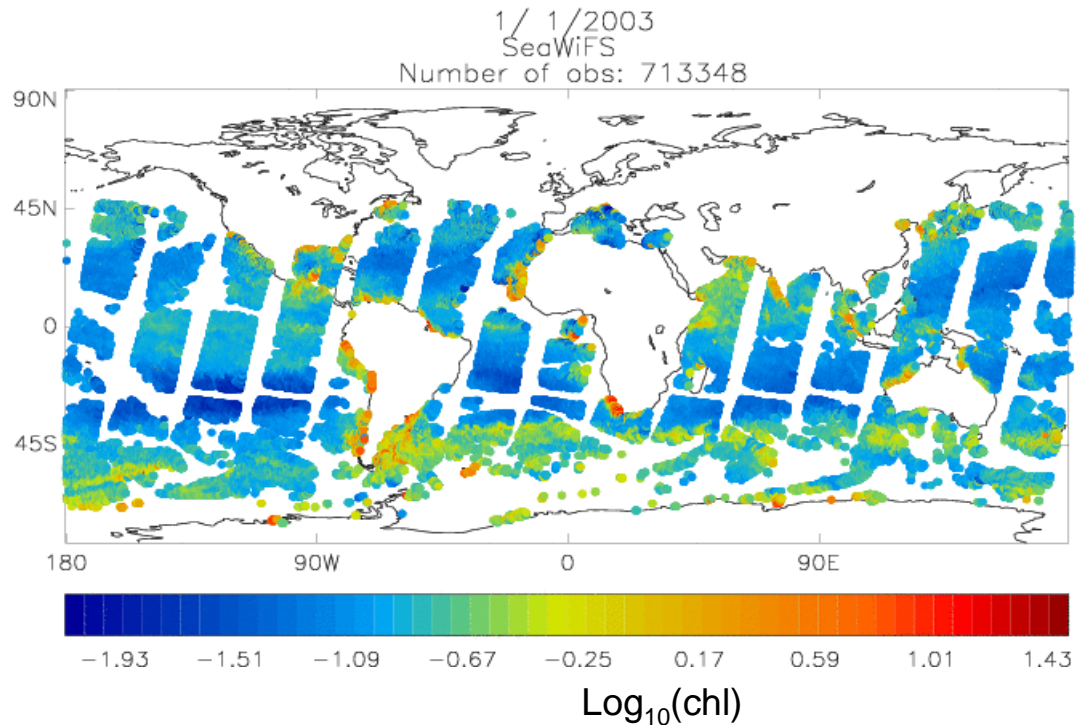 1/ 1/2003
SeaWiFS
Number of obs: 713348
90N
45N
0
45S
180 90W 0 90E
−1.93 −1.51 −1.09 −0.67 −0.25 0.17 0.59 1.01 1.43
Log₁₀(chl)